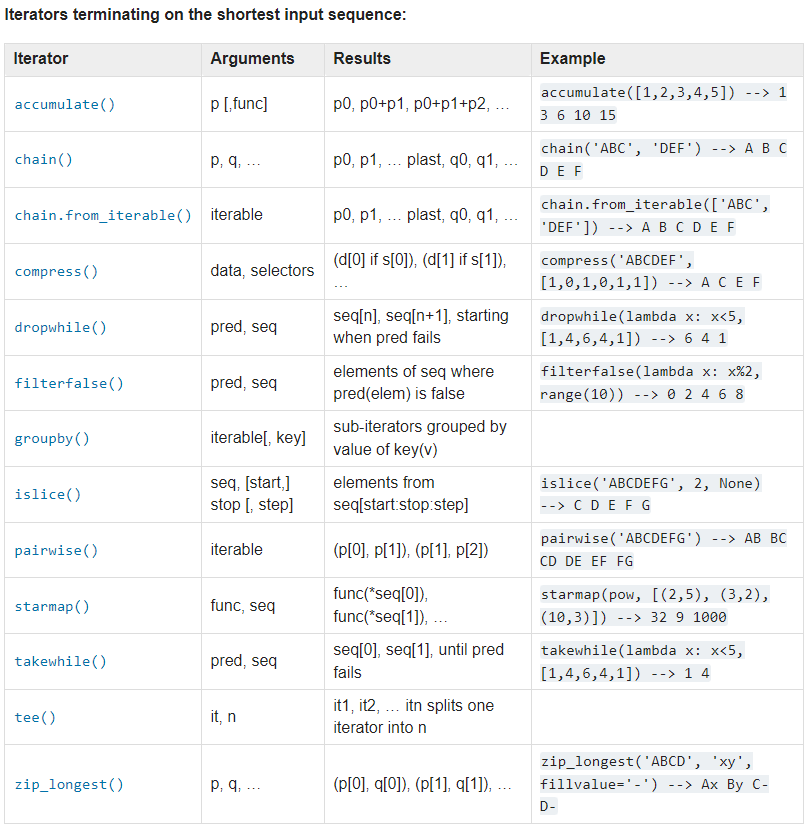 Iterators terminating on the shortest input sequence:
Iterator Arguments Results Example
accumulate() p [,func] p0, p0+p1, p0+p1+p2, … accumulate([1,2,3,4,5]) --> 1
3 6 10 15
chain() p, q, … p0, p1, … plast, q0, q1, … chain('ABC', 'DEF') --> A B C
D E F
chain.from_iterable() iterable p0, p1, … plast, q0, q1, … chain.from_iterable(['ABC',
'DEF']) --> A B C D E F
compress() data, selectors (d[0] if s[0]), (d[1] if s[1]),
…
compress('ABCDEF',
[1,0,1,0,1,1]) --> A C E F
dropwhile() pred, seq seq[n], seq[n+1], starting
when pred fails
dropwhile(lambda x: x<5,
[1,4,6,4,1]) --> 6 4 1
filterfalse() pred, seq elements of seq where
pred(elem) is false
filterfalse(lambda x: x%2,
range(10)) --> 0 2 4 6 8
groupby() iterable[, key] sub-iterators grouped by
value of key(v)
islice() seq, [start,]
stop [, step]
elements from
seq[start:stop:step]
islice('ABCDEFG', 2, None)
--> C D E F G
pairwise() iterable (p[0], p[1]), (p[1], p[2]) pairwise('ABCDEFG') --> AB BC
CD DE EF FG
starmap() func, seq func(*seq[0]),
func(*seq[1]), …
starmap(pow, [(2,5), (3,2),
(10,3)]) --> 32 9 1000
takewhile() pred, seq seq[0], seq[1], until pred
fails
takewhile(lambda x: x<5,
[1,4,6,4,1]) --> 1 4
tee() it, n it1, it2, … itn splits one
iterator into n
zip_longest() p, q, … (p[0], q[0]), (p[1], q[1]), … zip_longest('ABCD', 'xy',
fillvalue='-') --> Ax By C-
D-